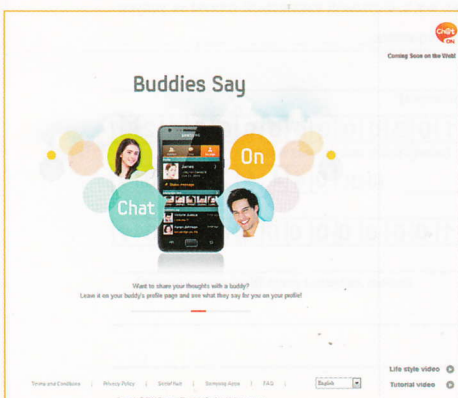 Chat
ON
Coming Soon on the Web!
Buddies Say
On
Chat
SAMSUNG
Want to share your thoughts with a buddy?
Leave it on your buddy's profile page and see what they say for you on your profile!
Life style video
Tutorial video
Terms and Conditions | Privacy Policy | | Samsung Apps | FAQ | English